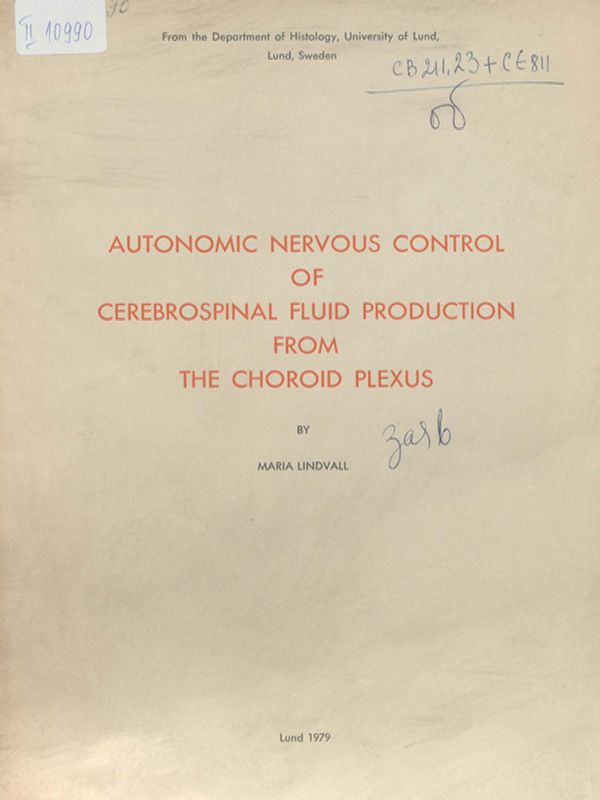 II 10990
From the Department of Histology, University of Lund,
Lund, Sweden
CB 211.23 + CE 811
AUTONOMIC NERVOUS CONTROL
OF
CEREBROSPINAL FLUID PRODUCTION
FROM
THE CHOROID PLEXUS
BY
MARIA LINDVALL
Lund 1979